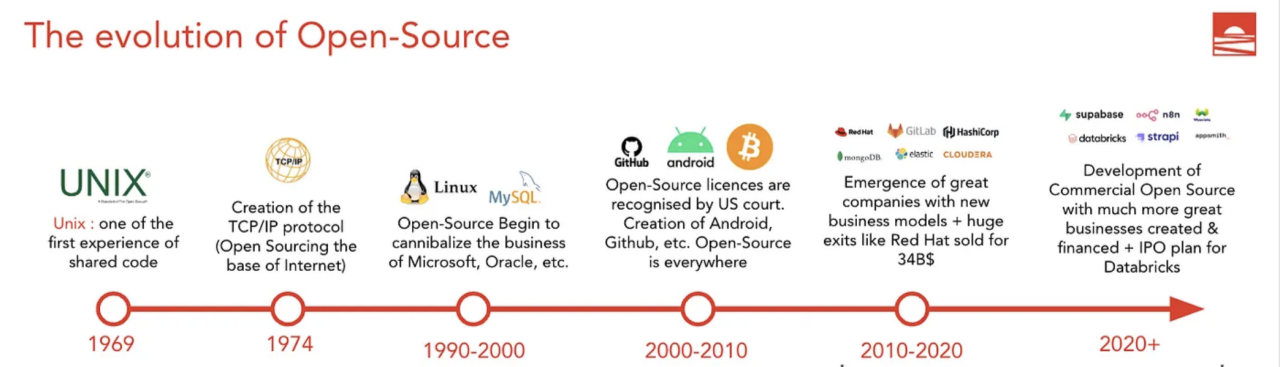 The evolution of Open-Source
UNIX®
Unix : one of the
first experience of
shared code
1969
TCP/IP
Creation of the
TCP/IP protocol
(Open Sourcing the
base of Internet)
1974
Linux
MySQL
Open-Source Begin to
cannibalize the business
of Microsoft, Oracle, etc.
1990-2000
GitHub
android
Open-Source licences are
recognised by US court.
Creation of Android,
Github, etc. Open-Source
is everywhere
2000-2010
Red Hat GitLab HashiCorp
mongoDB. elastic CLOUDERA
Emergence of great
companies with new
business models + huge
exits like Red Hat sold for
34B$
2010-2020
supabase n8n
databricks strapi appsmith_
Development of
Commercial Open Source
with much more great
businesses created &
financed + IPO plan for
Databricks
2020+